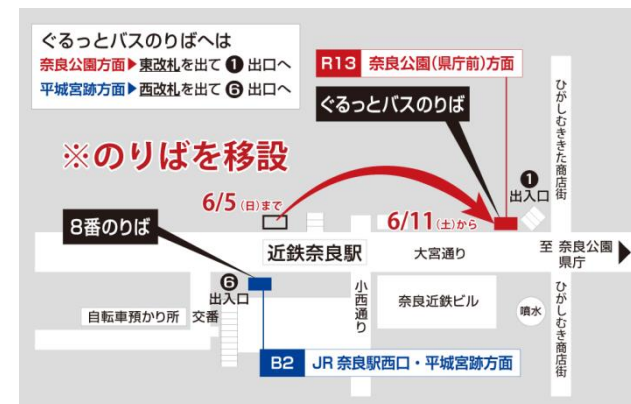 ぐるっとバスのりばへは
奈良公園方面▶東改札を出て❶出口へ
平城宮跡方面▶西改札を出て❻出口へ
R13 奈良公園(県庁前)方面
ぐるっとバスのりば
ひがしむききた商店街
❶
出入口
※のりばを移設
6/5(日)まで
6/11(土)から
8番のりば
近鉄奈良駅
大宮通り
至 奈良公園
県庁
❻
出入口
自転車預かり所
交番
小西通り
奈良近鉄ビル
噴水
ひがしむき商店街
B2 JR奈良駅西口・平城宮跡方面